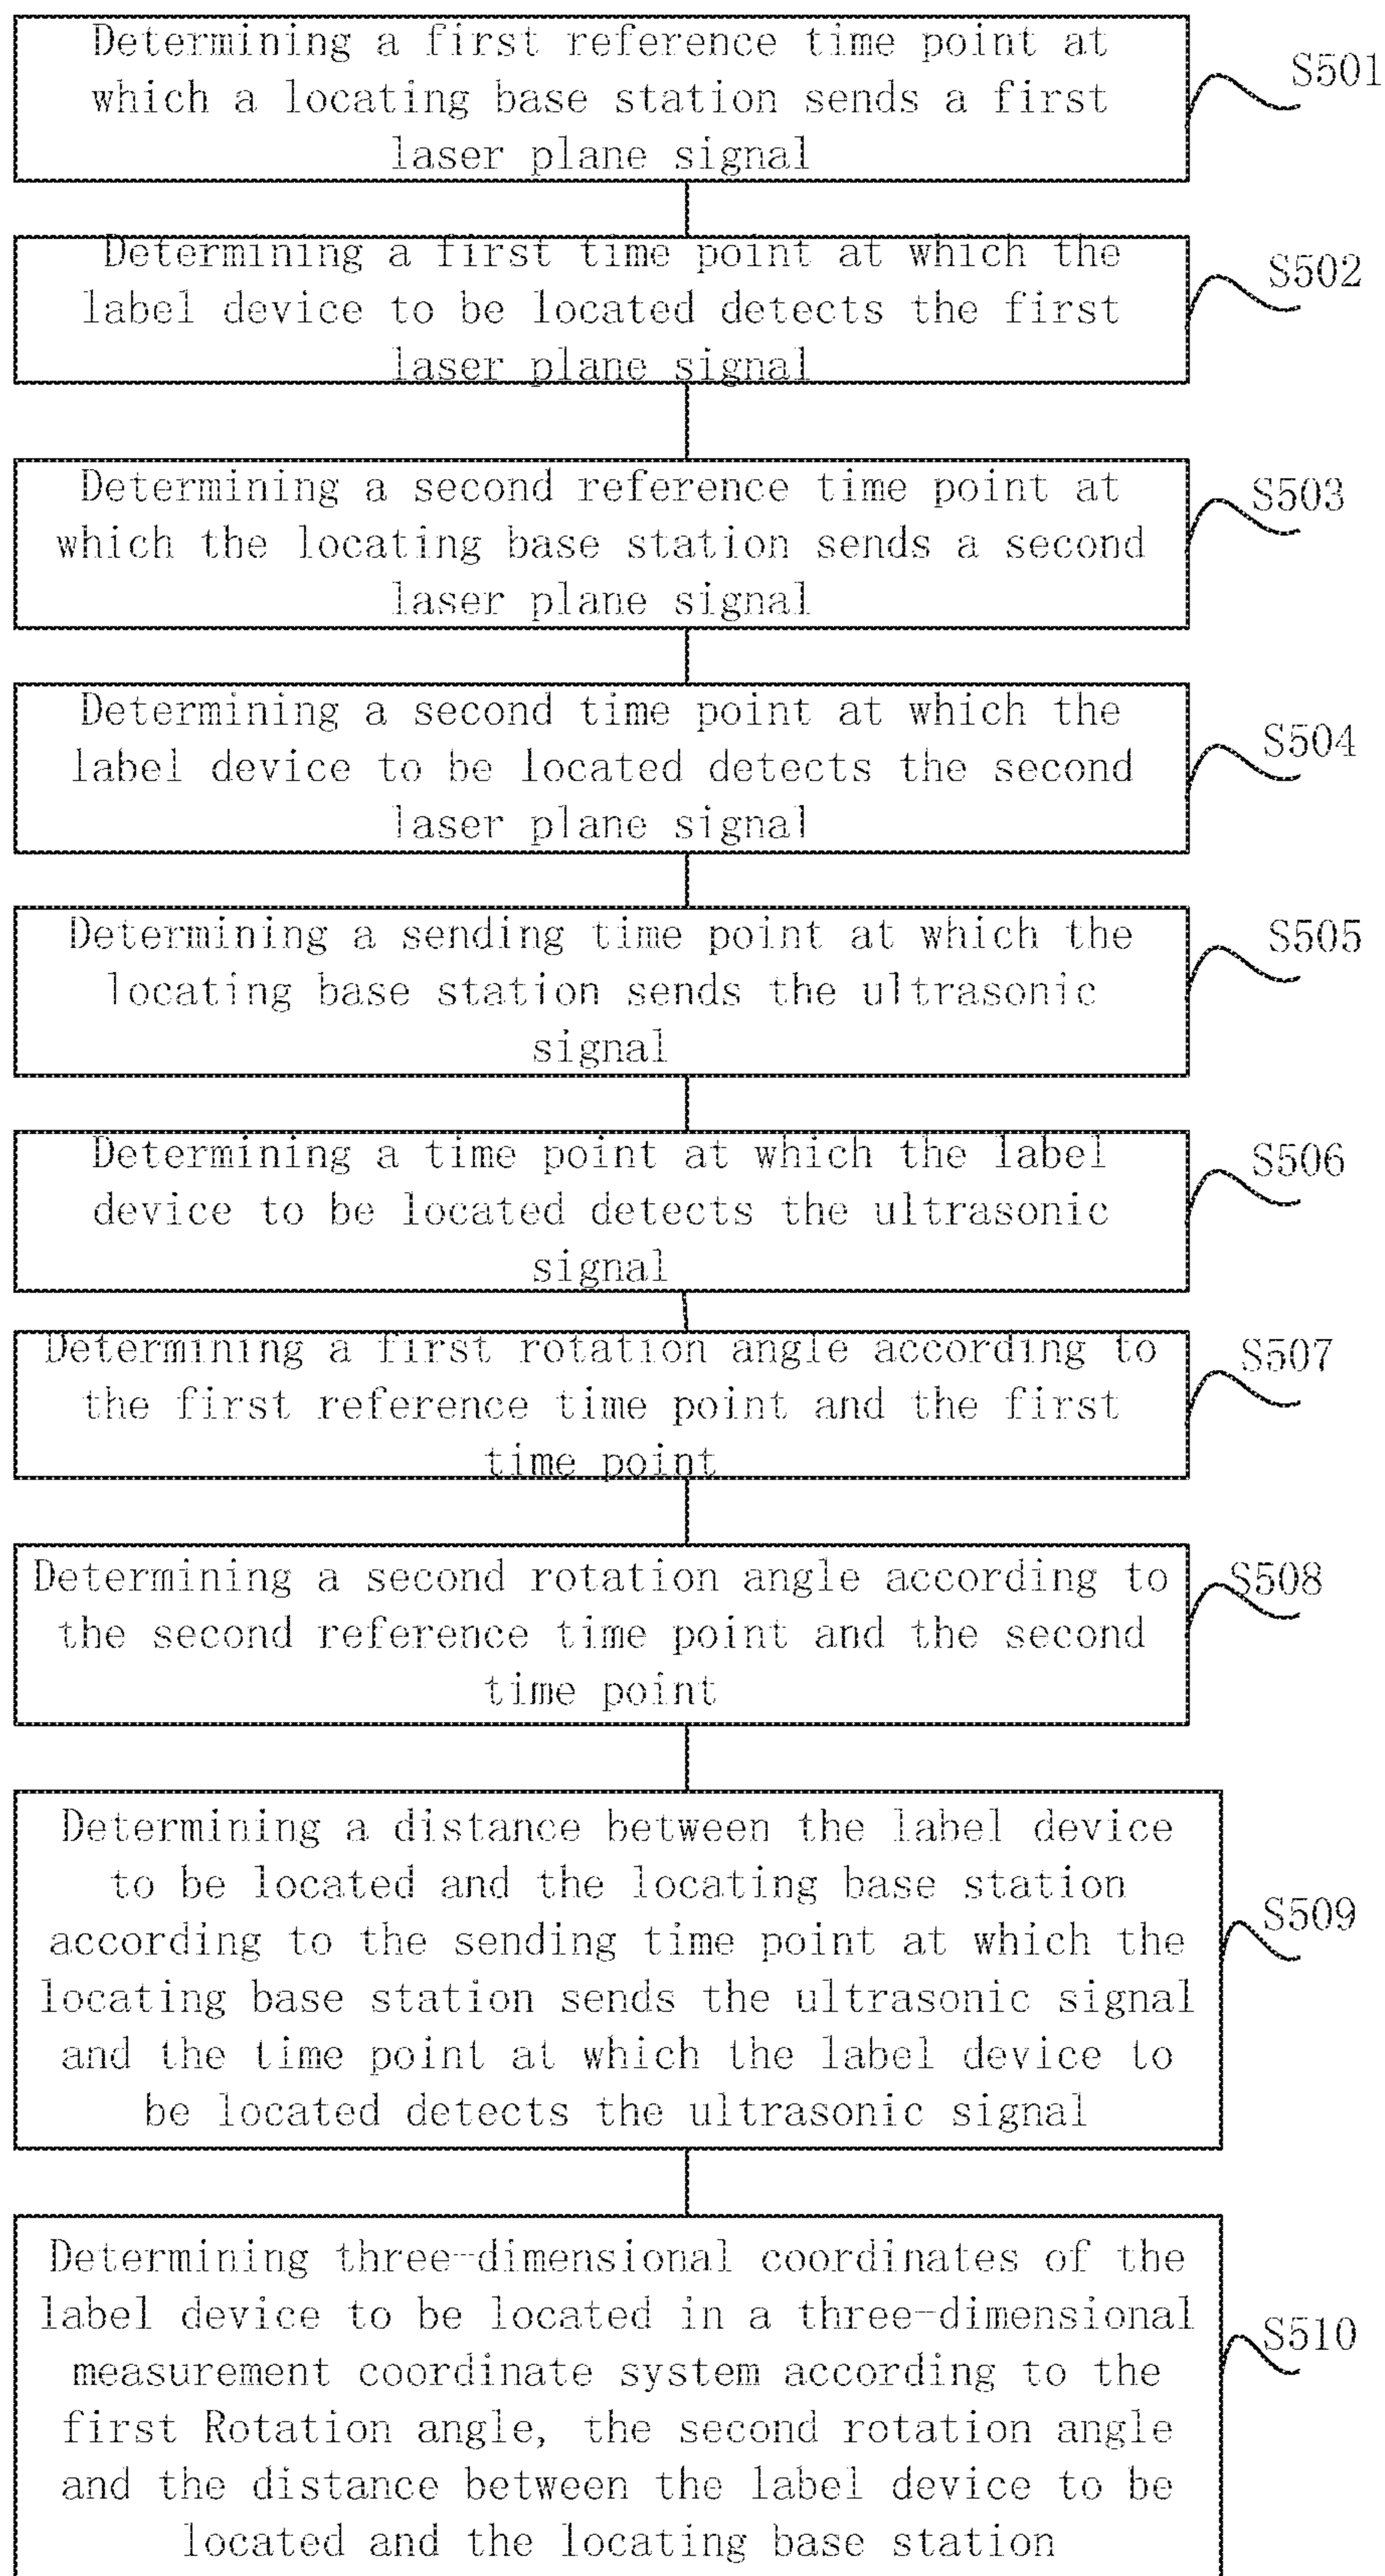 Determining a first reference time point at
which a locating base station sends a first
laser plane signal
S501
Determining a first time point at which the
label device to be located detects the first
laser plane signal
S502
Determining a second reference time point at
which the locating base station sends a second
laser plane signal
S503
Determining a second time point at which the
label device to be located detects the second
laser plane signal
S504
Determining a sending time point at which the
locating base station sends the ultrasonic
signal
S505
Determining a time point at which the label
device to be located detects the ultrasonic
signal
S506
Determining a first rotation angle according to
the first reference time point and the first
time point
S507
Determining a second rotation angle according to
the second reference time point and the second
time point
S508
Determining a distance between the label device
to be located and the locating base station
according to the sending time point at which the
locating base station sends the ultrasonic signal
and the time point at which the label device to
be located detects the ultrasonic signal
S509
Determining three-dimensional coordinates of the
label device to be located in a three-dimensional
measurement coordinate system according to the
first Rotation angle, the second rotation angle
and the distance between the label device to be
located and the locating base station
S510